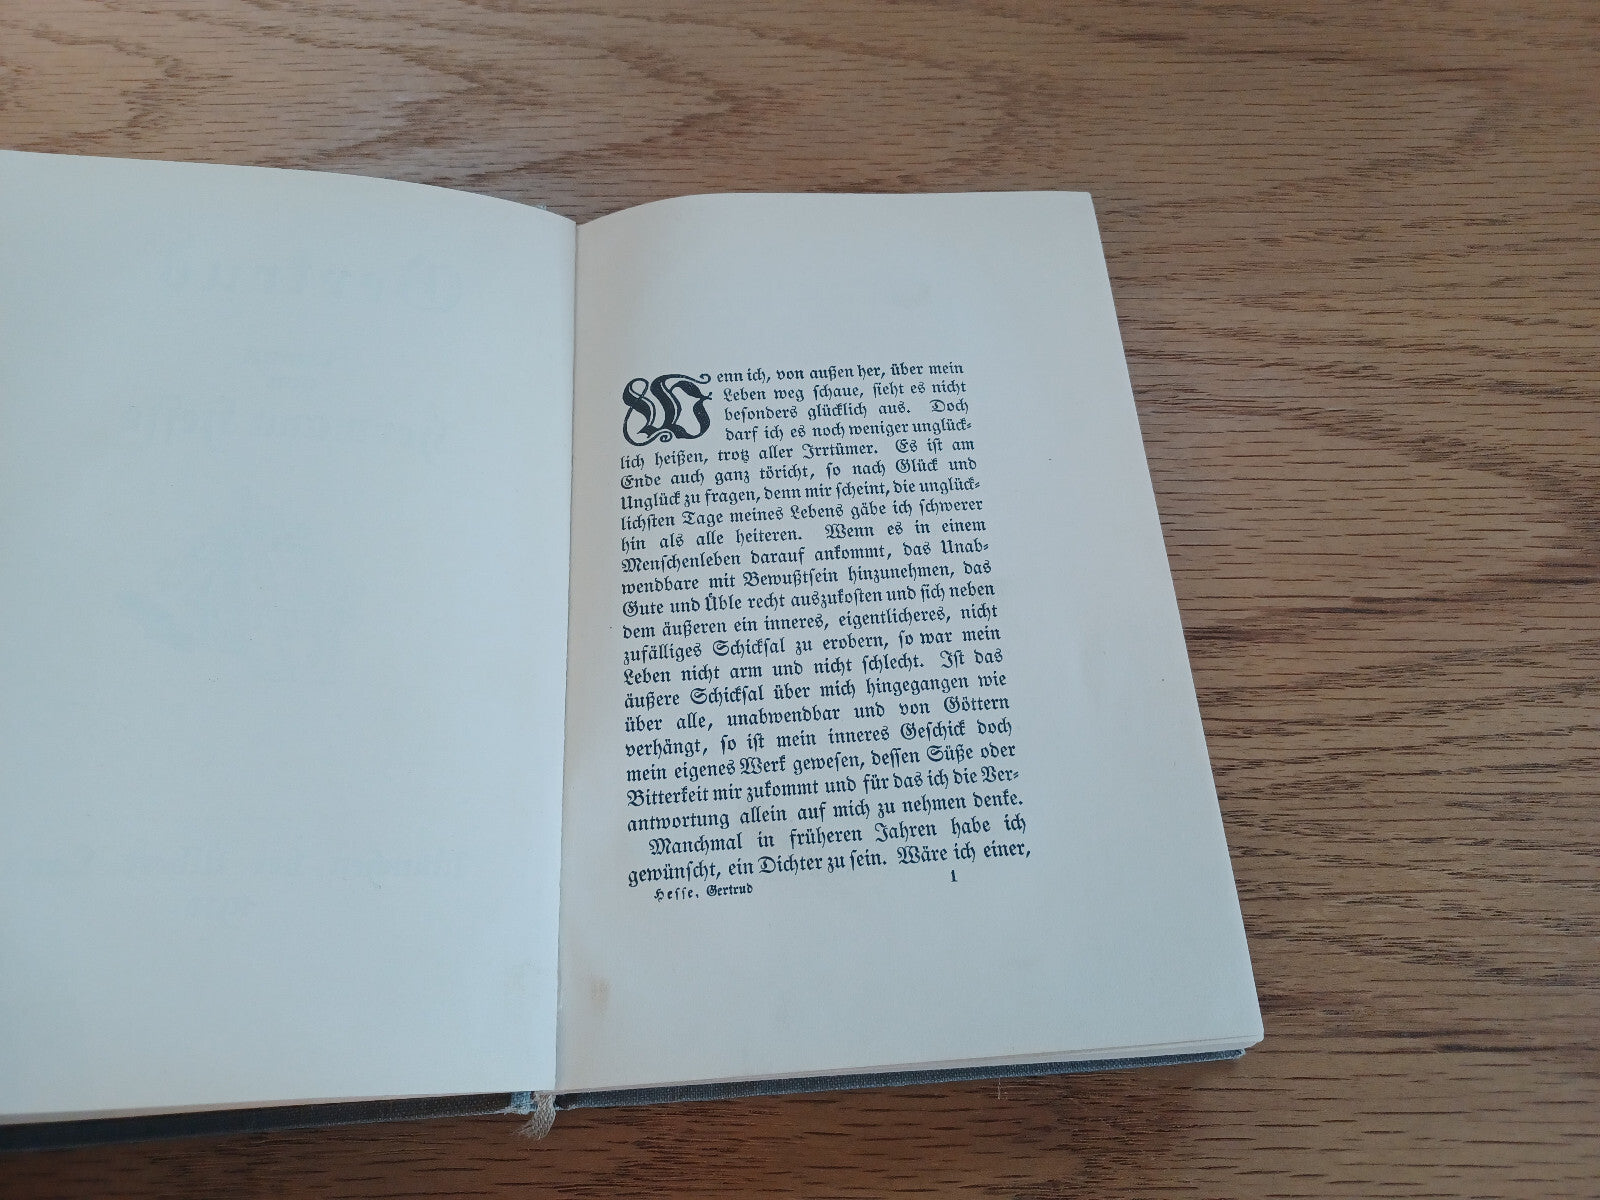 Wenn ich, von außen her, über mein
Leben weg schaue, sieht es nicht
besonders glücklich aus. Doch
darf ich es noch weniger unglück-
lich heißen, trotz aller Irrtümer. Es ist am
Ende auch ganz töricht, so nach Glück und
Unglück zu fragen, denn mir scheint, die unglück-
lichsten Tage meines Lebens gäbe ich schwerer
hin als alle heiteren. Wenn es in einem
Menschenleben darauf ankommt, das Unab-
wendbare mit Bewußtsein hinzunehmen, das
Gute und Üble recht auszukosten und sich neben
dem äußeren ein inneres, eigentlicheres, nicht
zufälliges Schicksal zu erobern, so war mein
Leben nicht arm und nicht schlecht. Ist das
äußere Schicksal über mich hingegangen wie
über alle, unabwendbar und von Göttern
verhängt, so ist mein inneres Geschick doch
mein eigenes Werk gewesen, dessen Süße oder
Bitterkeit mir zukommt und für das ich die Ver-
antwortung allein auf mich zu nehmen denke.
Manchmal in früheren Jahren habe ich
gewünscht, ein Dichter zu sein. Wäre ich einer,
Hesse, Gertrud 1